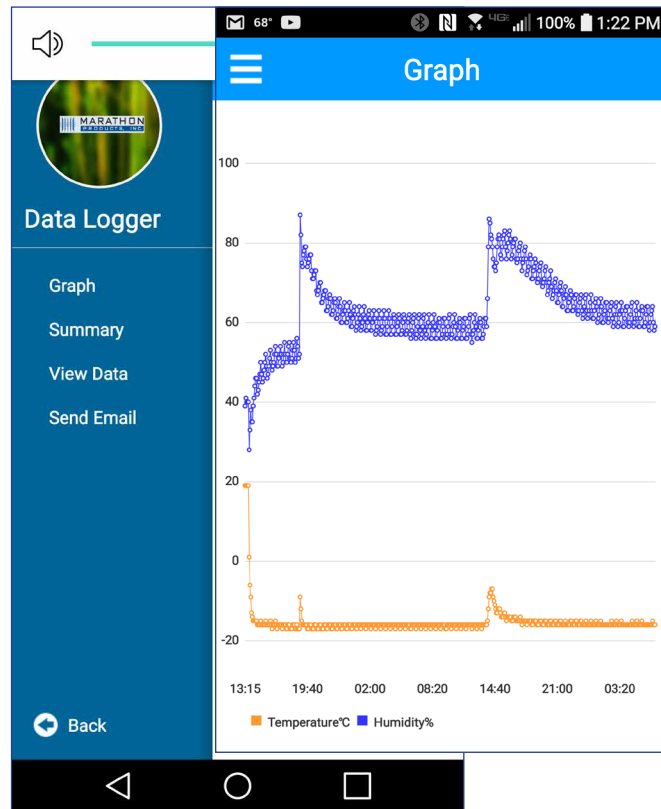 68° 4G 100% 1:22 PM
Graph
MARATHON
PRODUCTS, INC
Data Logger
Graph
Summary
View Data
Send Email
Back
100
80
60
40
20
0
-20
13:15 19:40 02:00 08:20 14:40 21:00 03:20
Temperature℃ Humidity%